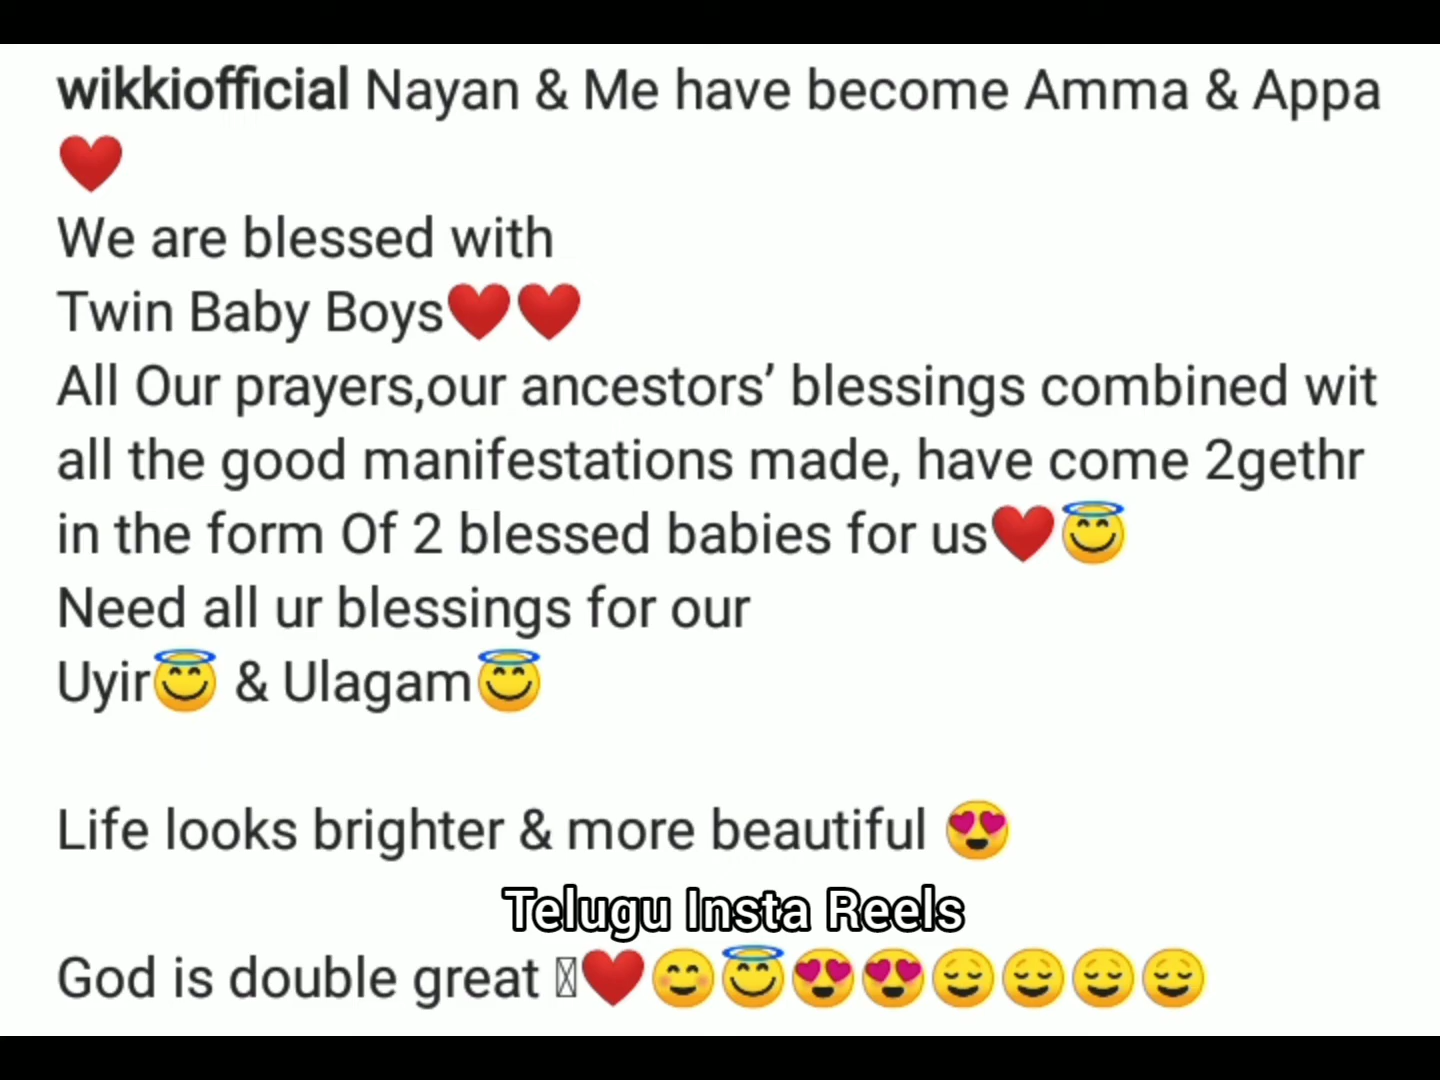 wikkiofficial Nayan & Me have become Amma & Appa
❤️
We are blessed with
Twin Baby Boys❤️❤️
All Our prayers,our ancestors’ blessings combined wit
all the good manifestations made, have come 2gethr
in the form Of 2 blessed babies for us❤️😇
Need all ur blessings for our
Uyir😇 & Ulagam😇
Life looks brighter & more beautiful 😍
Telugu Insta Reels
God is double great ❤️😊😇😍😍😌😌😌😌